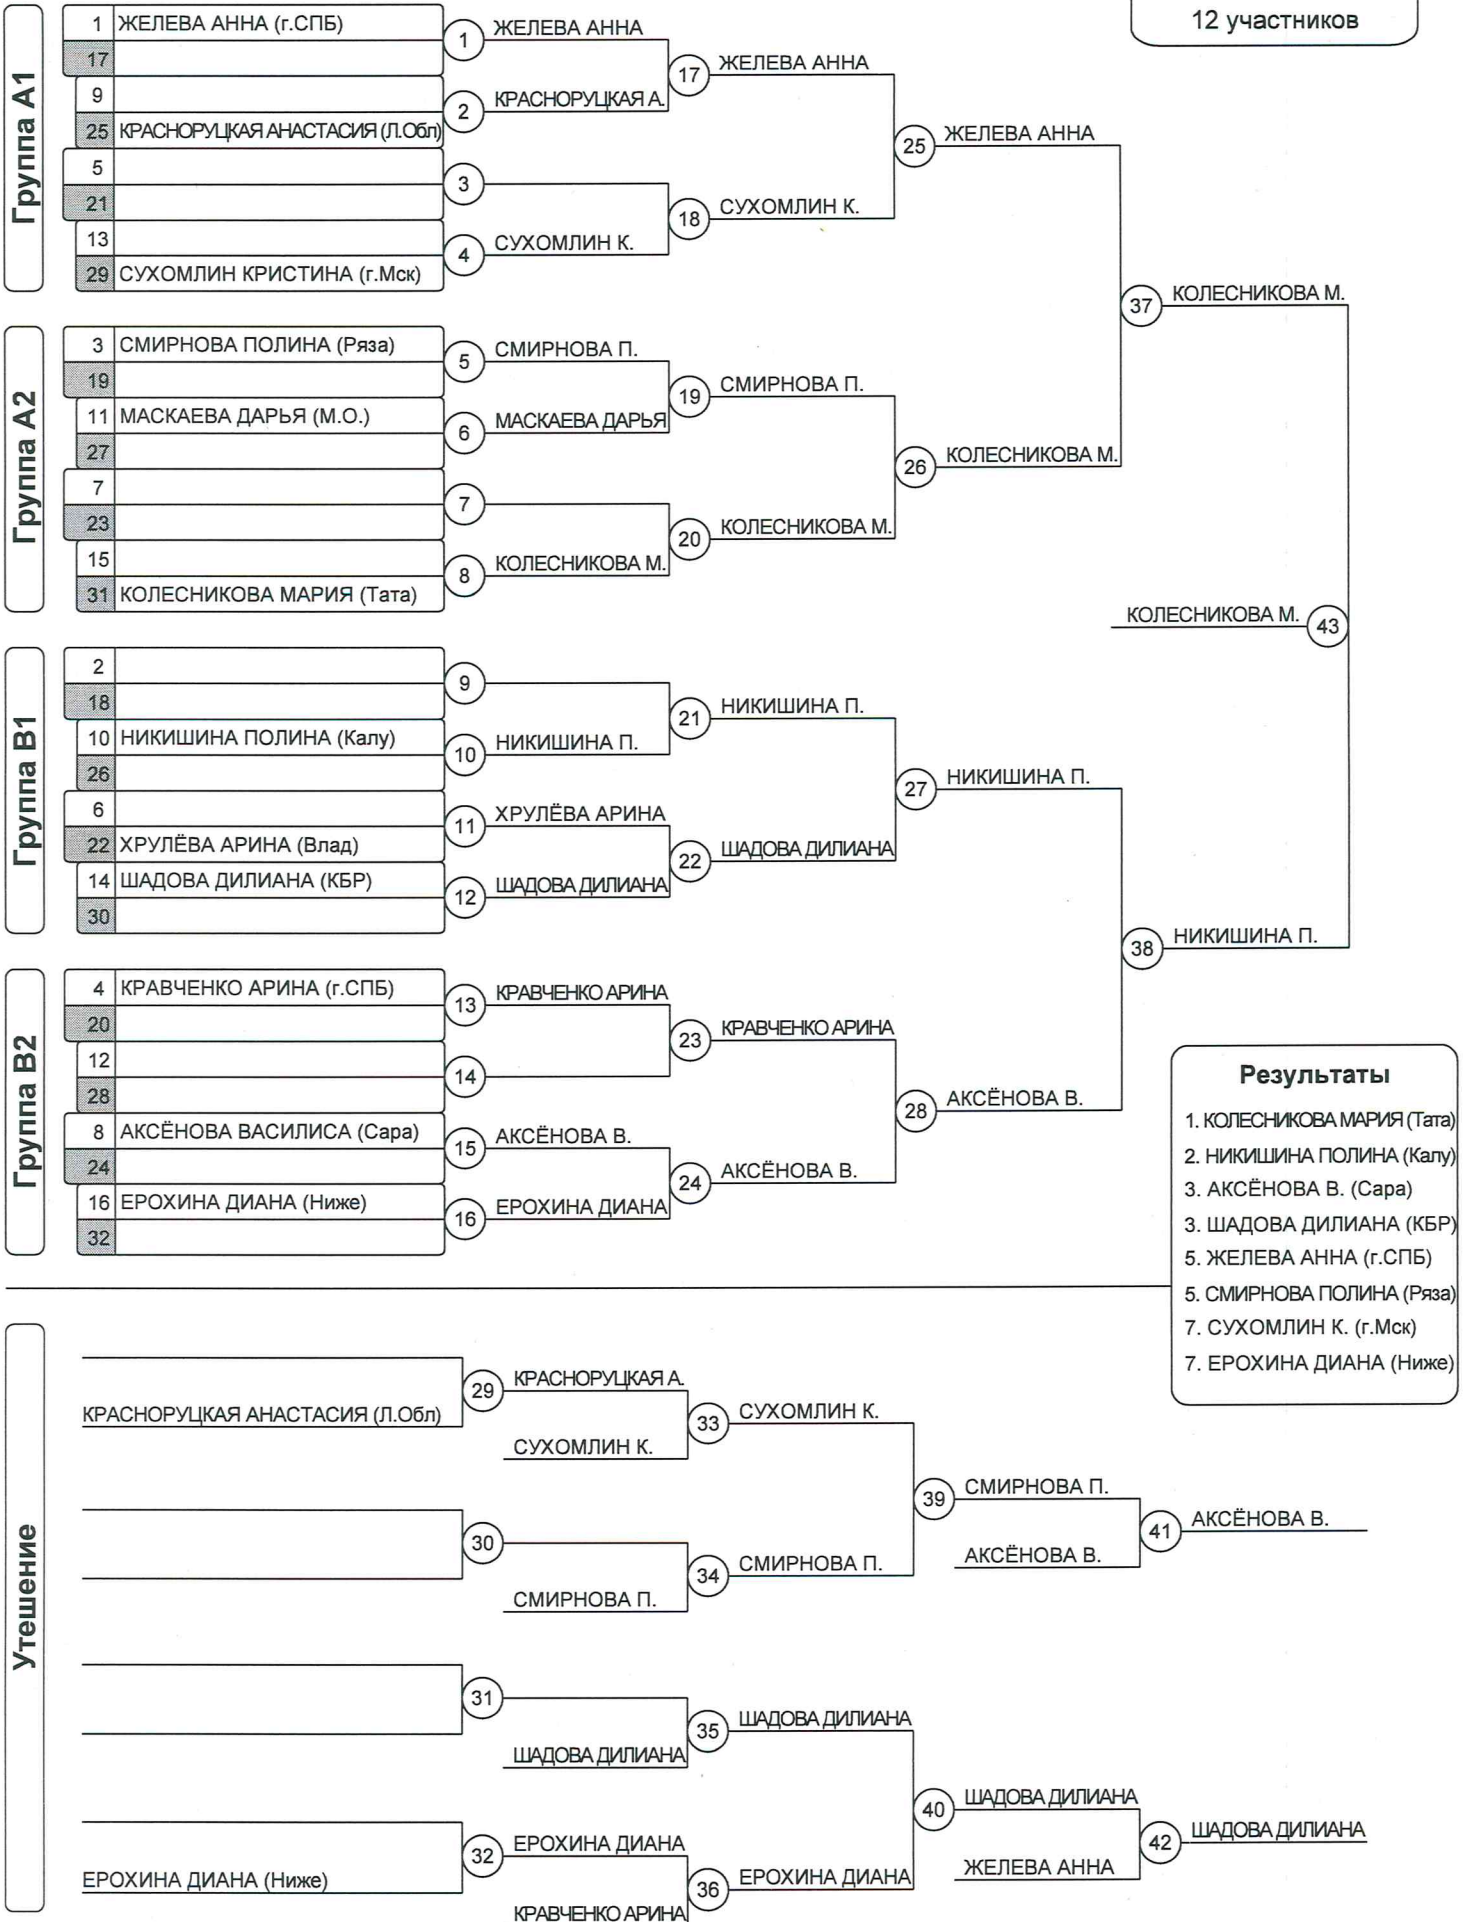 12 участников
Группа A1
1 ЖЕЛЕВА АННА (г.СПБ)
17
9
25 КРАСНОРУЦКАЯ АНАСТАСИЯ (Л.Обл)
5
21
13
29 СУХОМЛИН КРИСТИНА (г.Мск)
1 ЖЕЛЕВА АННА
2 КРАСНОРУЦКАЯ А.
3
4 СУХОМЛИН К.
17 ЖЕЛЕВА АННА
18 СУХОМЛИН К.
25 ЖЕЛЕВА АННА
Группа A2
3 СМИРНОВА ПОЛИНА (Ряза)
19
11 МАСКАЕВА ДАРЬЯ (М.О.)
27
7
23
15
31 КОЛЕСНИКОВА МАРИЯ (Тата)
5 СМИРНОВА П.
6 МАСКАЕВА ДАРЬЯ
7
8 КОЛЕСНИКОВА М.
19 СМИРНОВА П.
20 КОЛЕСНИКОВА М.
26 КОЛЕСНИКОВА М.
37 КОЛЕСНИКОВА М.
КОЛЕСНИКОВА М. 43
Группа B1
2
18
10 НИКИШИНА ПОЛИНА (Калу)
26
6
22 ХРУЛЁВА АРИНА (Влад)
14 ШАДОВА ДИЛИАНА (КБР)
30
9
10 НИКИШИНА П.
11 ХРУЛЁВА АРИНА
12 ШАДОВА ДИЛИАНА
21 НИКИШИНА П.
22 ШАДОВА ДИЛИАНА
27 НИКИШИНА П.
38 НИКИШИНА П.
Группа B2
4 КРАВЧЕНКО АРИНА (г.СПБ)
20
12
28
8 АКСЁНОВА ВАСИЛИСА (Сара)
24
16 ЕРОХИНА ДИАНА (Ниже)
32
13 КРАВЧЕНКО АРИНА
14
15 АКСЁНОВА В.
16 ЕРОХИНА ДИАНА
23 КРАВЧЕНКО АРИНА
24 АКСЁНОВА В.
28 АКСЁНОВА В.
Результаты
1. КОЛЕСНИКОВА МАРИЯ (Тата)
2. НИКИШИНА ПОЛИНА (Калу)
3. АКСЁНОВА В. (Сара)
3. ШАДОВА ДИЛИАНА (КБР)
5. ЖЕЛЕВА АННА (г.СПБ)
5. СМИРНОВА ПОЛИНА (Ряза)
7. СУХОМЛИН К. (г.Мск)
7. ЕРОХИНА ДИАНА (Ниже)
Утешение
КРАСНОРУЦКАЯ АНАСТАСИЯ (Л.Обл)
29 КРАСНОРУЦКАЯ А.
СУХОМЛИН К.
33 СУХОМЛИН К.
30
СМИРНОВА П.
34 СМИРНОВА П.
39 СМИРНОВА П.
АКСЁНОВА В.
41 АКСЁНОВА В.
31
ШАДОВА ДИЛИАНА
35 ШАДОВА ДИЛИАНА
ЕРОХИНА ДИАНА (Ниже)
32 ЕРОХИНА ДИАНА
КРАВЧЕНКО АРИНА
36 ЕРОХИНА ДИАНА
40 ШАДОВА ДИЛИАНА
ЖЕЛЕВА АННА
42 ШАДОВА ДИЛИАНА